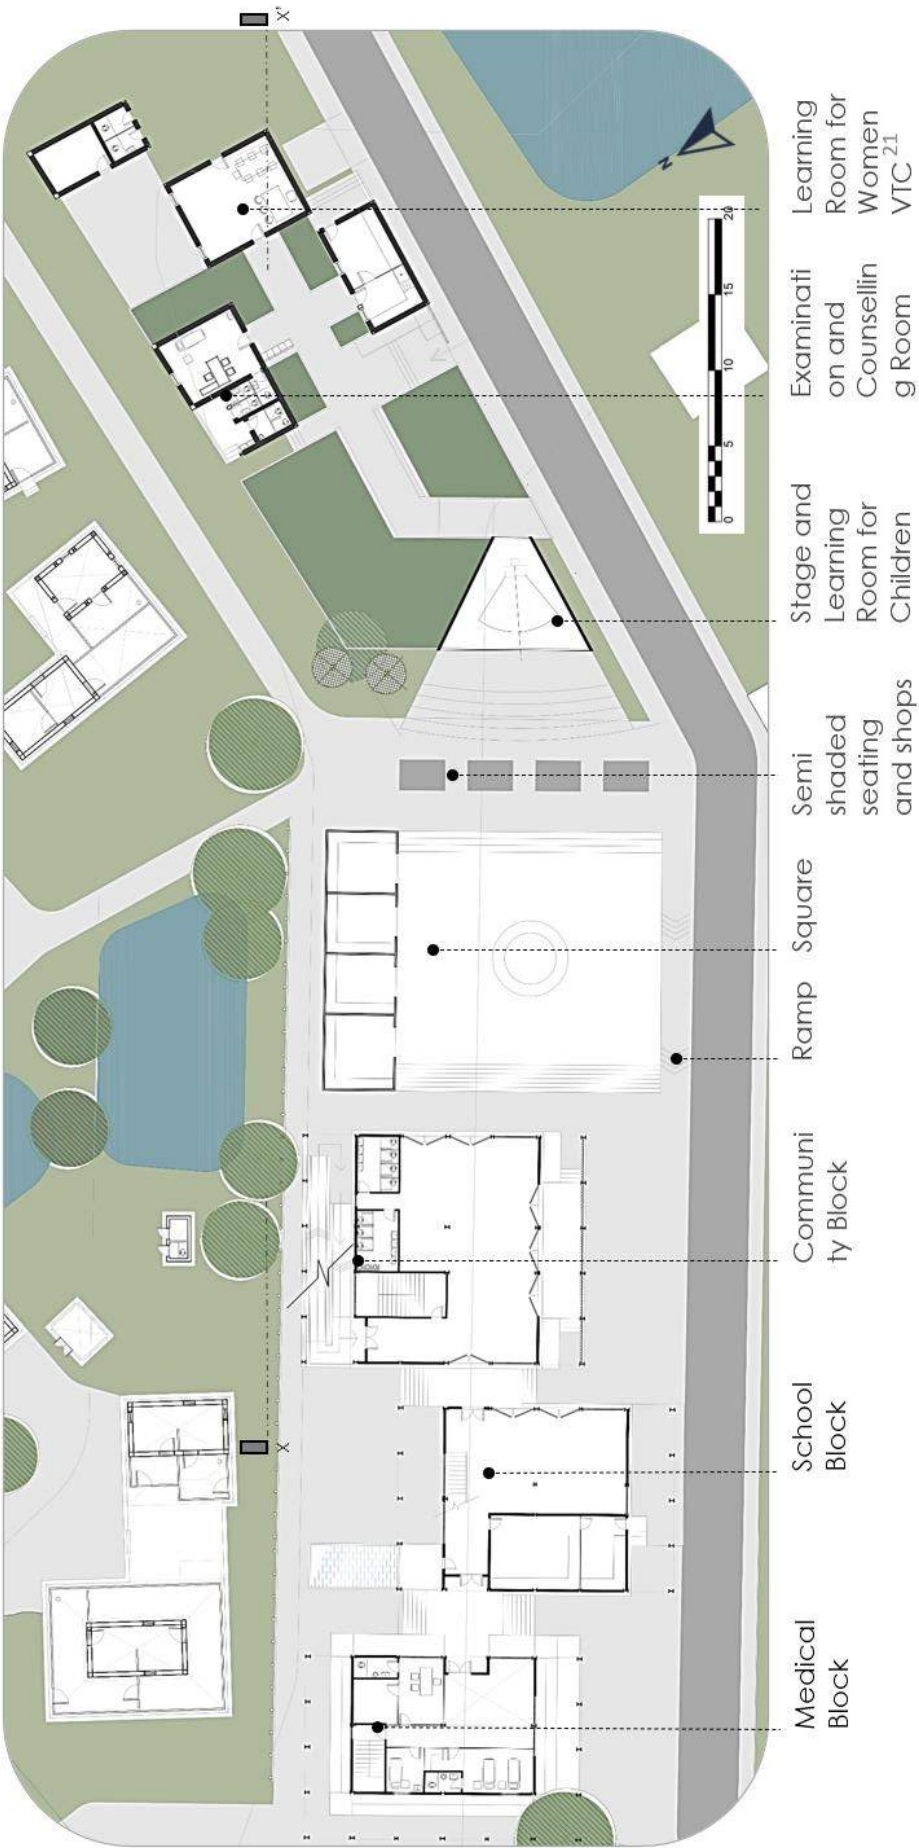 X'
N
0
5
10
15
20
X
Medical
Block
School
Block
Communi
ty Block
Ramp
Square
Semi
shaded
seating
and shops
Stage and
Learning
Room for
Children
Examinati
on and
Counsellin
g Room
Learning
Room for
Women
VTC 21